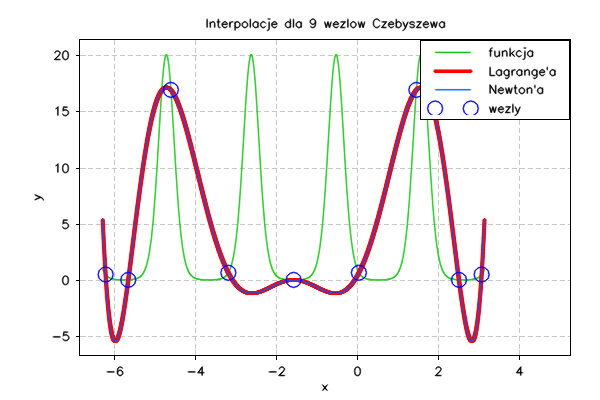 Interpolacje dla 9 wezlow Czebyszewa
funkcja
Lagrange'a
Newton'a
wezly
20
15
10
5
0
−5
y
−6 −4 −2 0 2 4
x